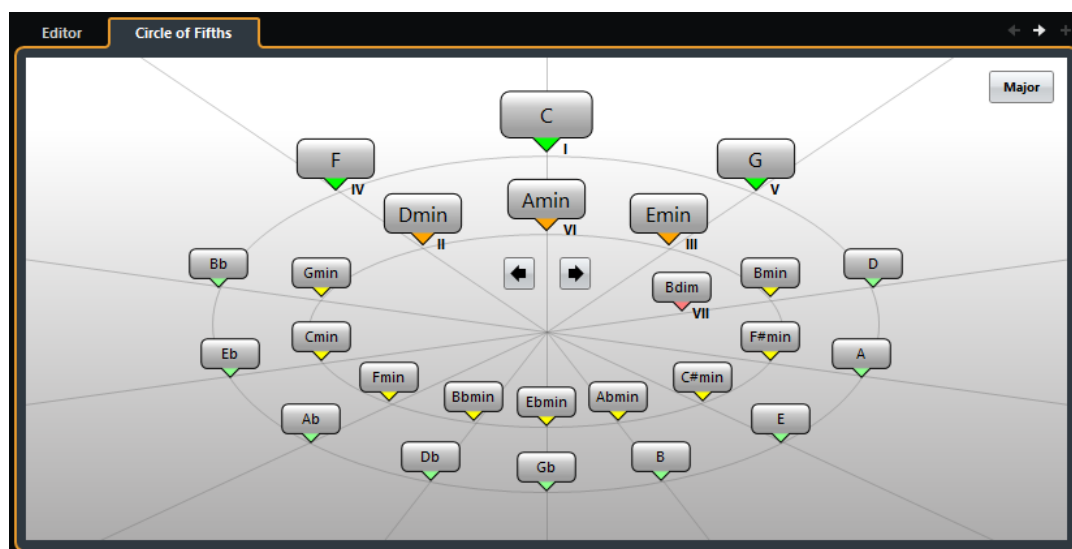 Editor
Circle of Fifths
Major
C
I
F
IV
G
V
Amin
VI
Dmin
II
Emin
III
Bb
Gmin
Bdim
VII
Bmin
D
Eb
Cmin
F#min
A
Fmin
C#min
Bbmin
Ebmin
Abmin
Ab
E
Db
Gb
B